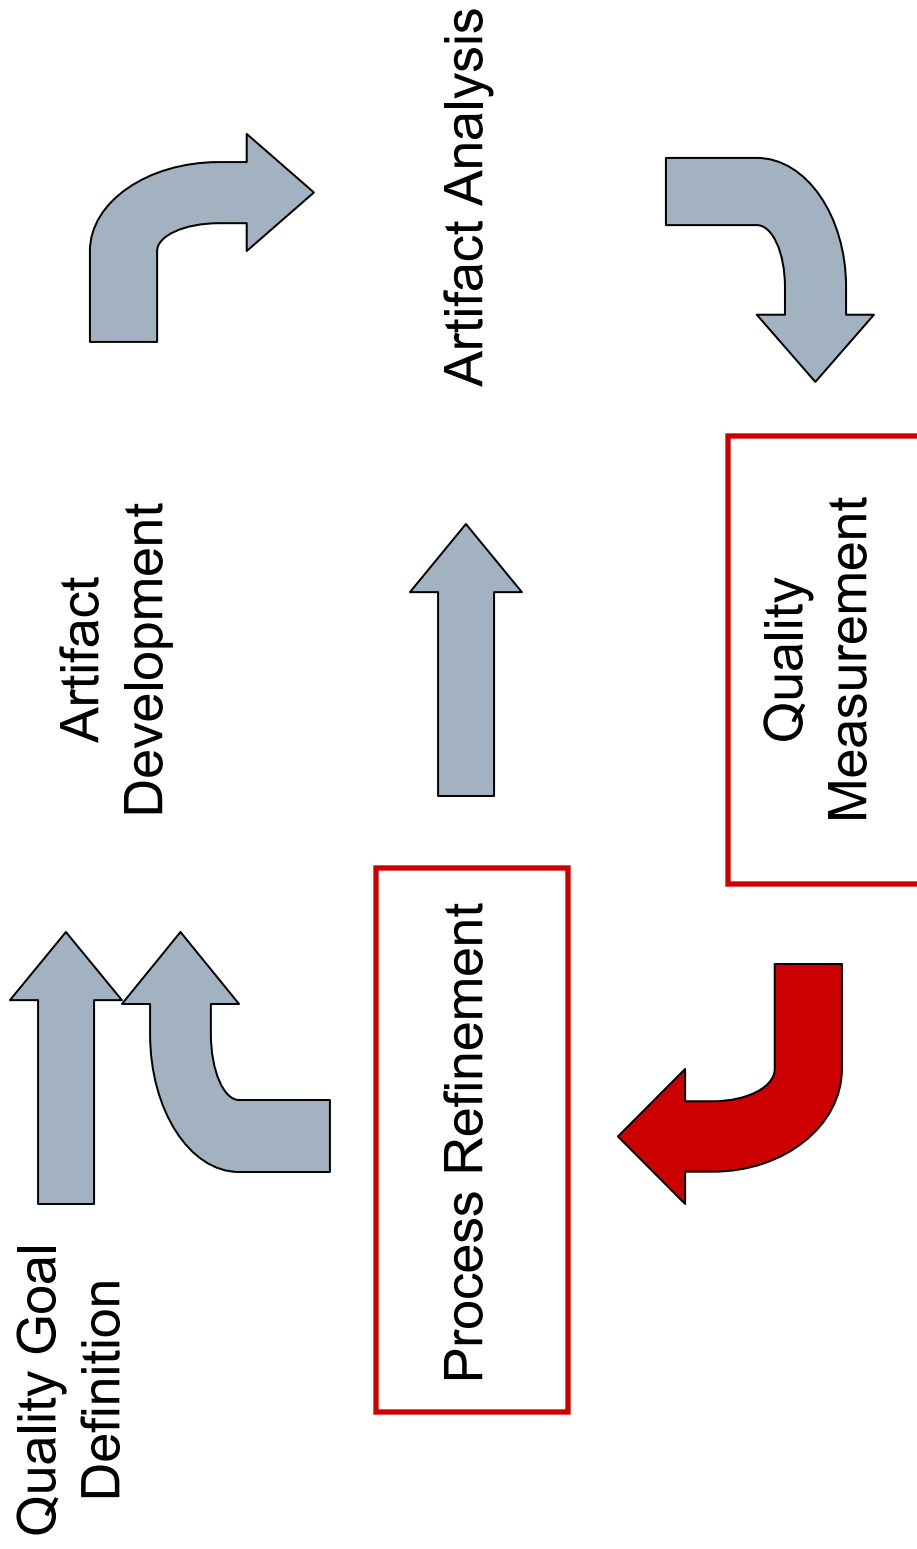 Quality Goal
Definition
Artifact
Development
Artifact Analysis
Process Refinement
Quality
Measurement